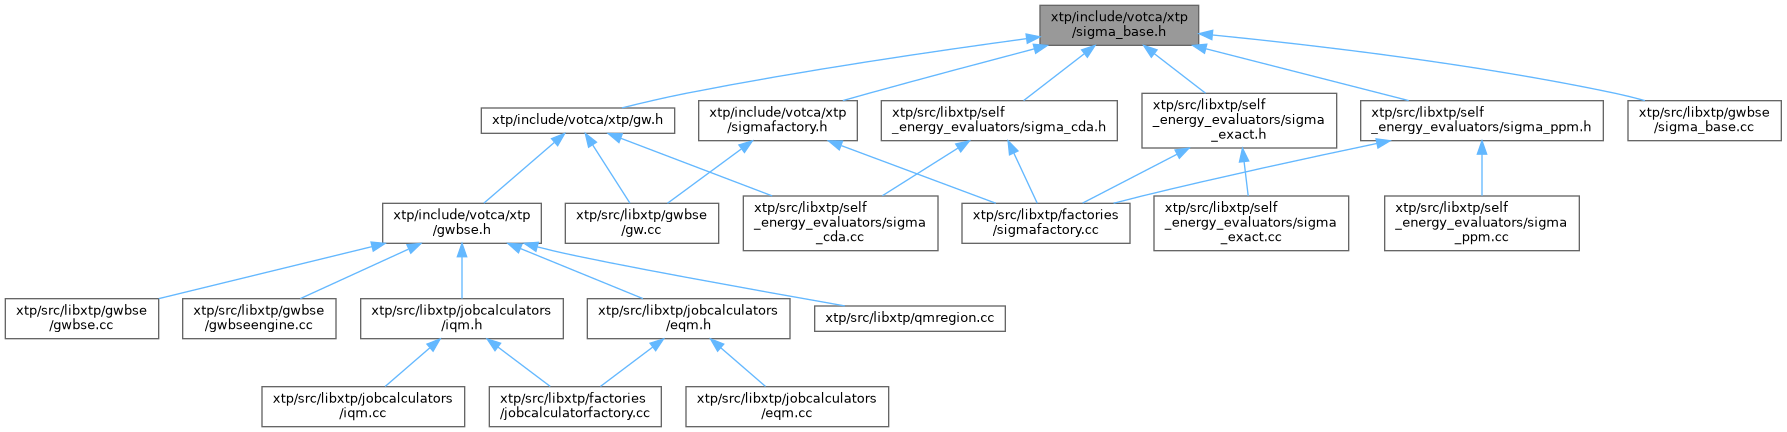 xtp/include/votca/xtp
/sigma_base.h
xtp/include/votca/xtp/gw.h
xtp/include/votca/xtp
/sigmafactory.h
xtp/src/libxtp/self
_energy_evaluators/sigma_cda.h
xtp/src/libxtp/self
_energy_evaluators/sigma
_exact.h
xtp/src/libxtp/self
_energy_evaluators/sigma_ppm.h
xtp/src/libxtp/gwbse
/sigma_base.cc
xtp/include/votca/xtp
/gwbse.h
xtp/src/libxtp/gwbse
/gw.cc
xtp/src/libxtp/self
_energy_evaluators/sigma
_cda.cc
xtp/src/libxtp/factories
/sigmafactory.cc
xtp/src/libxtp/self
_energy_evaluators/sigma
_exact.cc
xtp/src/libxtp/self
_energy_evaluators/sigma
_ppm.cc
xtp/src/libxtp/gwbse
/gwbse.cc
xtp/src/libxtp/gwbse
/gwbseengine.cc
xtp/src/libxtp/jobcalculators
/iqm.h
xtp/src/libxtp/jobcalculators
/eqm.h
xtp/src/libxtp/qmregion.cc
xtp/src/libxtp/jobcalculators
/iqm.cc
xtp/src/libxtp/factories
/jobcalculatorfactory.cc
xtp/src/libxtp/jobcalculators
/eqm.cc